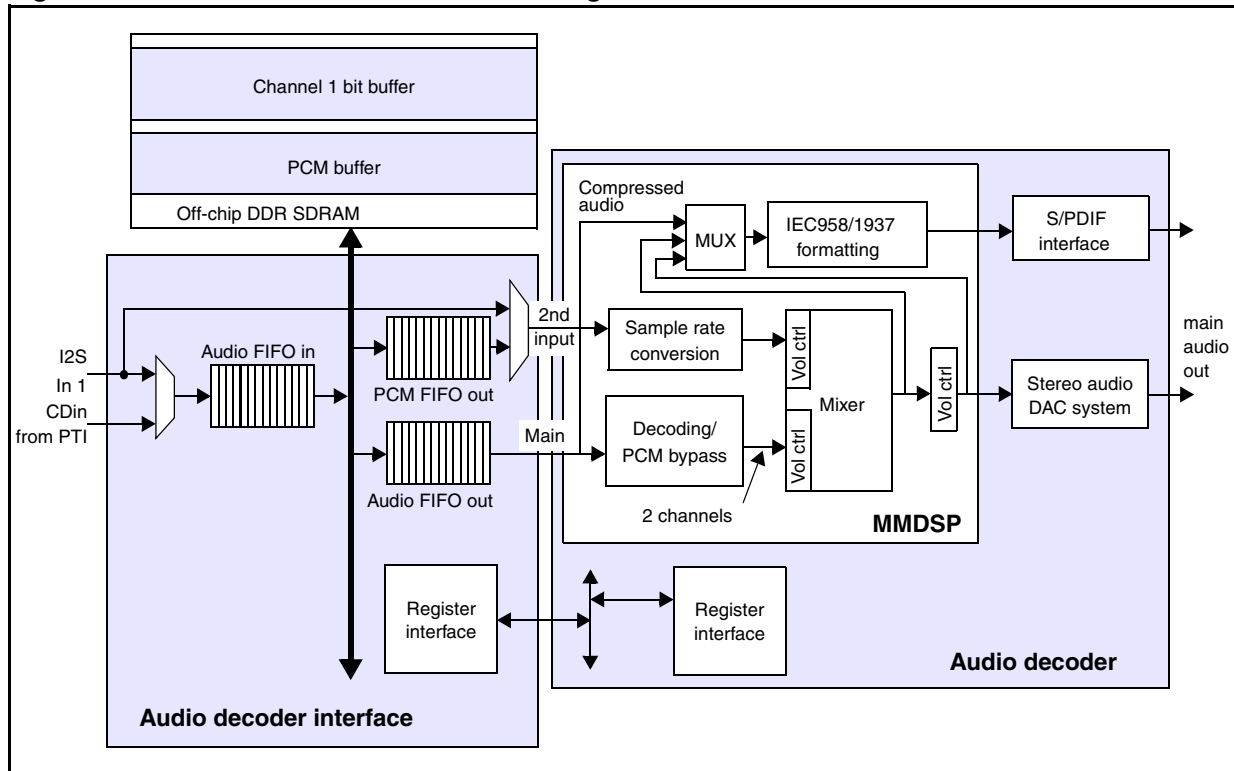 Channel 1 bit buffer
PCM buffer
Off-chip DDR SDRAM
Compressed
audio
MUX
IEC958/1937
formatting
S/PDIF
interface
I2S
In 1
CDin
from PTI
Audio FIFO in
PCM FIFO out
Audio FIFO out
2nd
input
Main
Sample rate
conversion
Decoding/
PCM bypass
Vol ctrl
Vol ctrl
Mixer
Vol ctrl
2 channels
MMDSP
Stereo audio
DAC system
main
audio
out
Register
interface
Register
interface
Audio decoder
Audio decoder interface